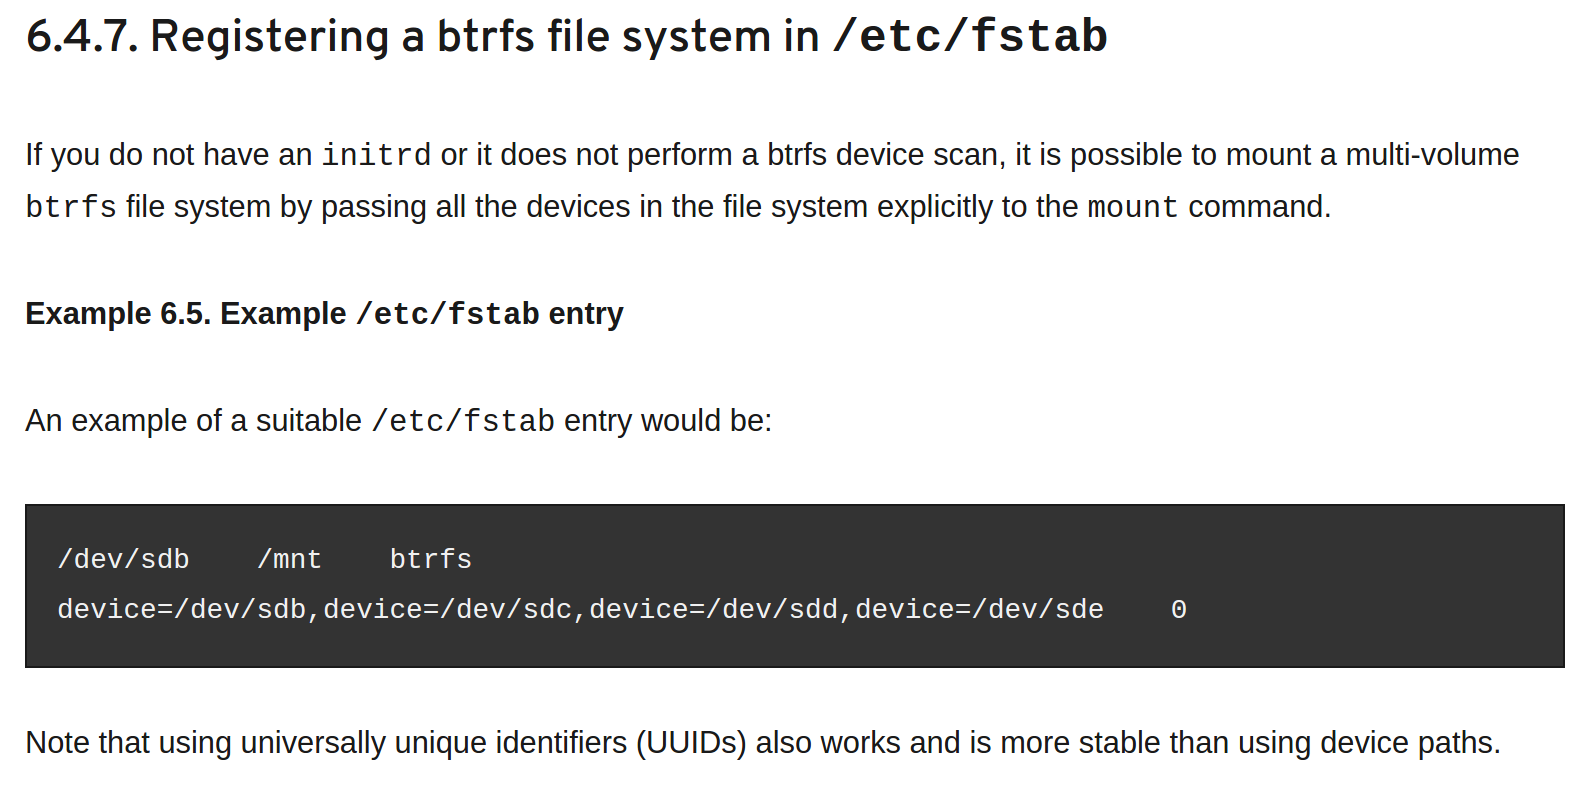 6.4.7. Registering a btrfs file system in /etc/fstab
If you do not have an initrd or it does not perform a btrfs device scan, it is possible to mount a multi-volume
btrfs file system by passing all the devices in the file system explicitly to the mount command.
Example 6.5. Example /etc/fstab entry
An example of a suitable /etc/fstab entry would be:
/dev/sdb    /mnt    btrfs
device=/dev/sdb,device=/dev/sdc,device=/dev/sdd,device=/dev/sde    0
Note that using universally unique identifiers (UUIDs) also works and is more stable than using device paths.